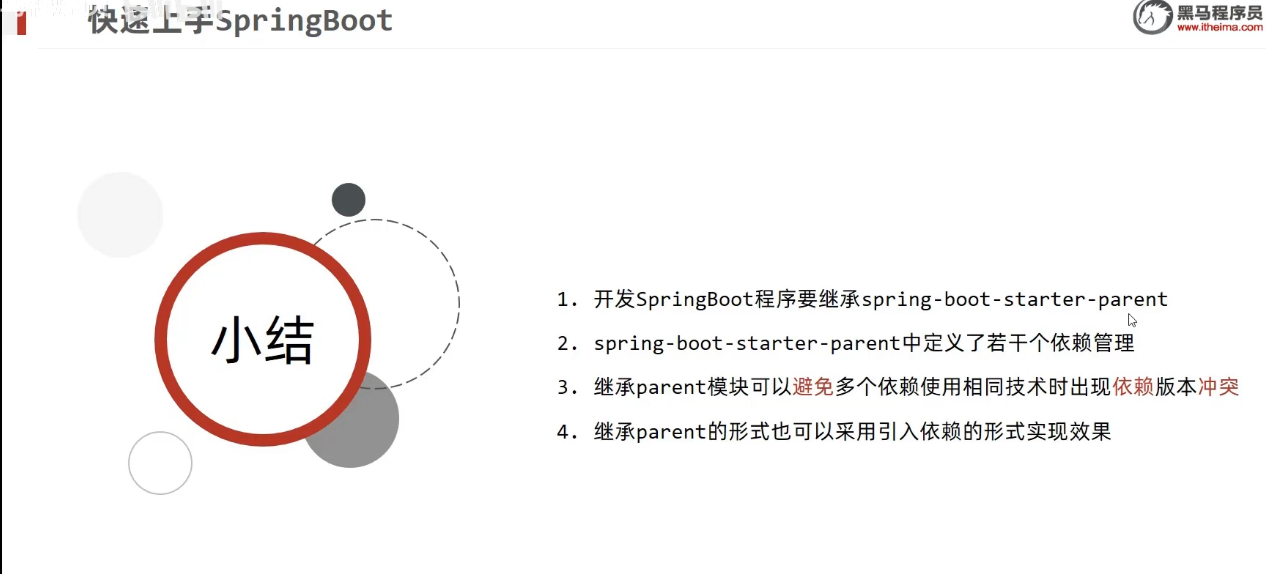 快速上手SpringBoot
黑马程序员
www.itheima.com
小结
1. 开发SpringBoot程序要继承spring-boot-starter-parent
2. spring-boot-starter-parent中定义了若干个依赖管理
3. 继承parent模块可以避免多个依赖使用相同技术时出现依赖版本冲突
4. 继承parent的形式也可以采用引入依赖的形式实现效果